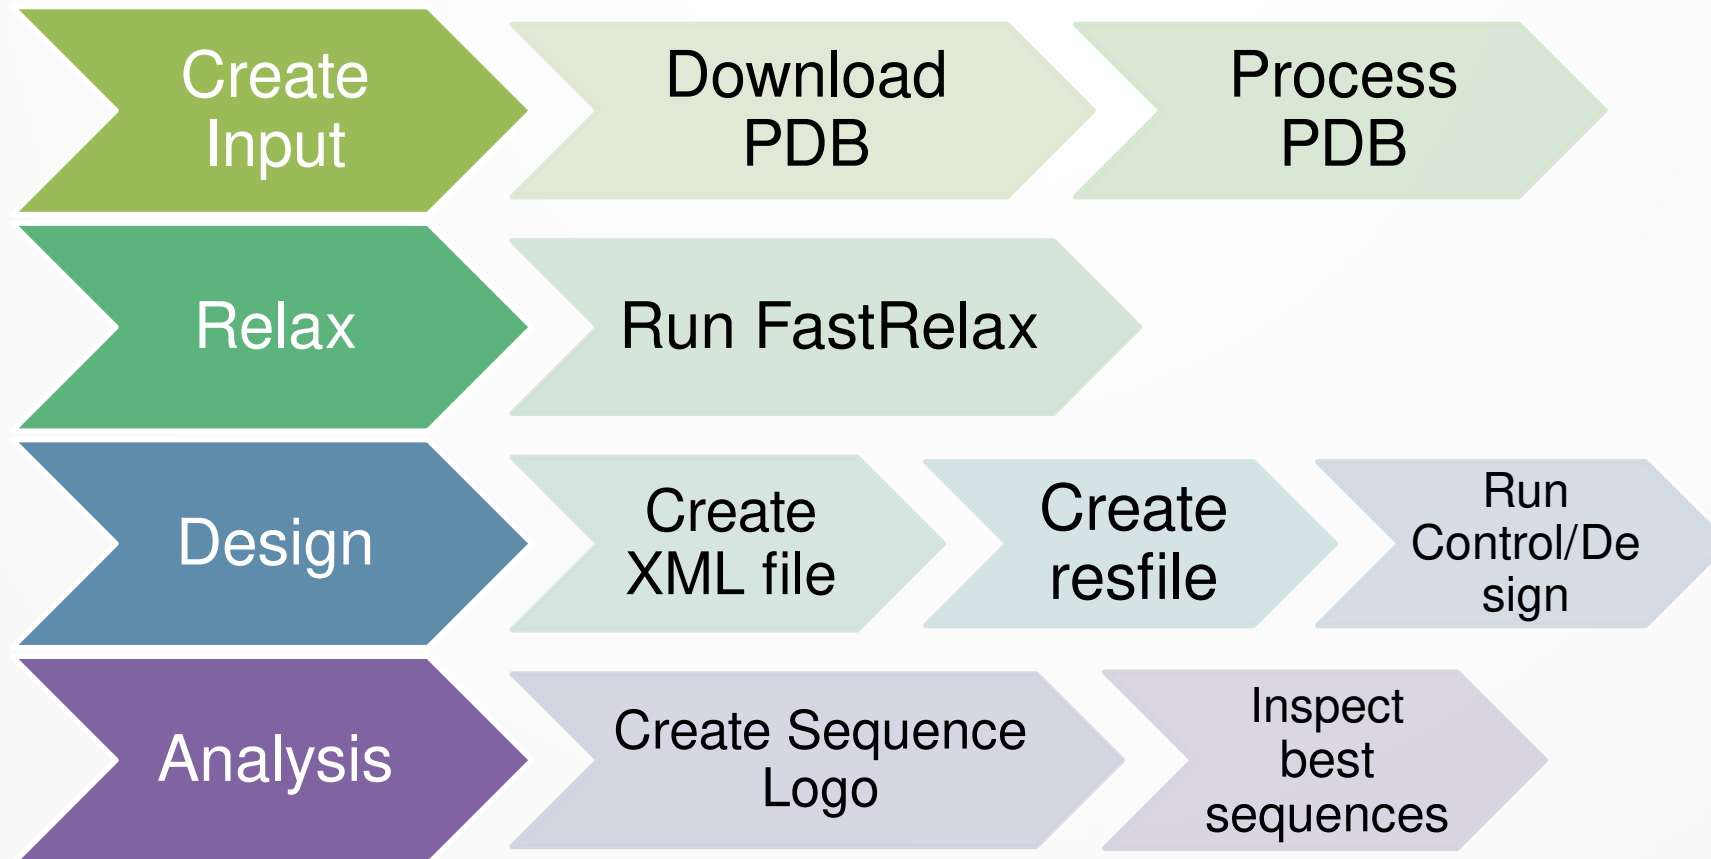 Create
Input
Download
PDB
Process
PDB
Relax
Run FastRelax
Design
Create
XML file
Create
resfile
Run
Control/De
sign
Analysis
Create Sequence
Logo
Inspect
best
sequences